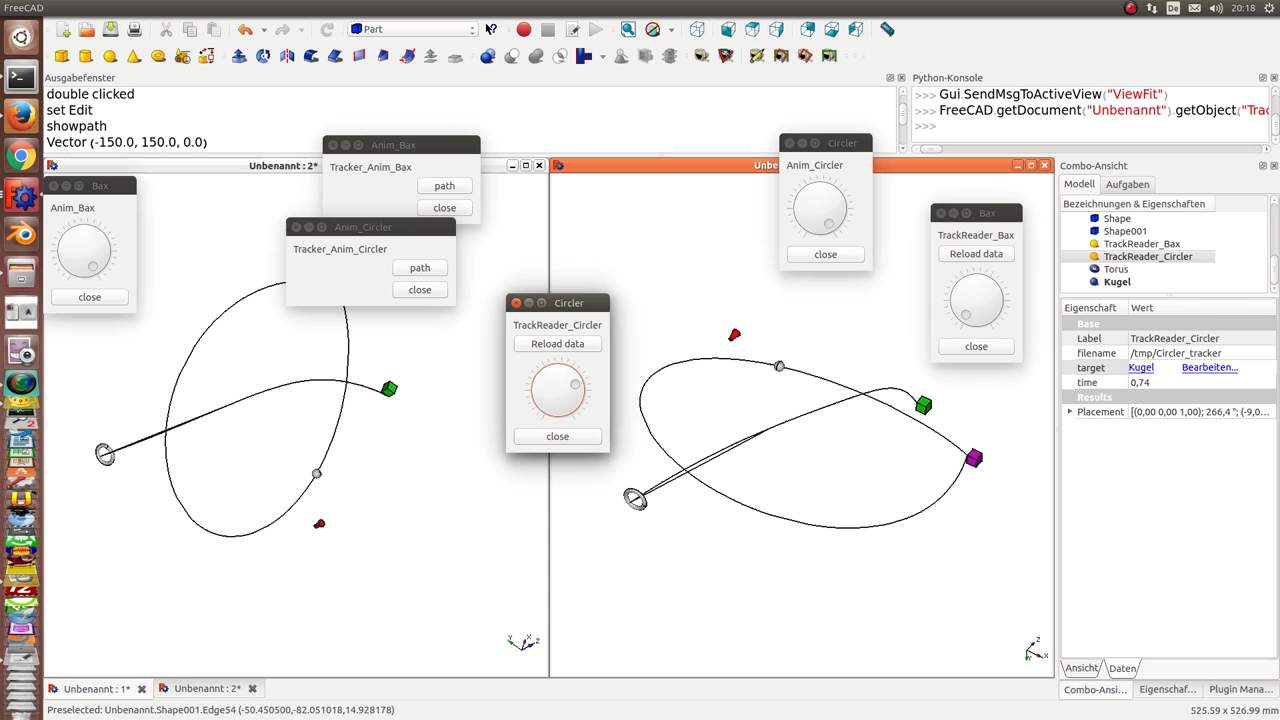 FreeCAD
De
20:18
Part
Ausgabefenster
double clicked
set Edit
showpath
Vector (-150.0, 150.0, 0.0)
Python-Konsole
>>> Gui.SendMsgToActiveView("ViewFit")
>>> FreeCAD.getDocument("Unbenannt").getObject("Trac
>>>
Unbenannt : 2*
Unbe
Anim_Bax
Tracker_Anim_Bax
path
close
Bax
Anim_Bax
close
Anim_Circler
Tracker_Anim_Circler
path
close
Circler
TrackReader_Circler
Reload data
close
Circler
Anim_Circler
close
Bax
TrackReader_Bax
Reload data
close
Combo-Ansicht
Modell
Aufgaben
Bezeichnungen & Eigenschaften
Shape
Shape001
TrackReader_Bax
TrackReader_Circler
Torus
Kugel
Eigenschaft Wert
Base
Label TrackReader_Circler
filename /tmp/Circler_tracker
target Kugel Bearbeiten...
time 0,74
Results
Placement [(0,00 0,00 1,00); 266,4 °; (-9,0...
Y X Z
Z Y X
Ansicht Daten
Unbenannt : 1*
Unbenannt : 2*
Combo-Ansi... Eigenschaf... Plugin Mana...
Preselected: Unbenannt.Shape001.Edge54 (-50.450500,-82.051018,14.928178)
525.59 x 526.99 mm